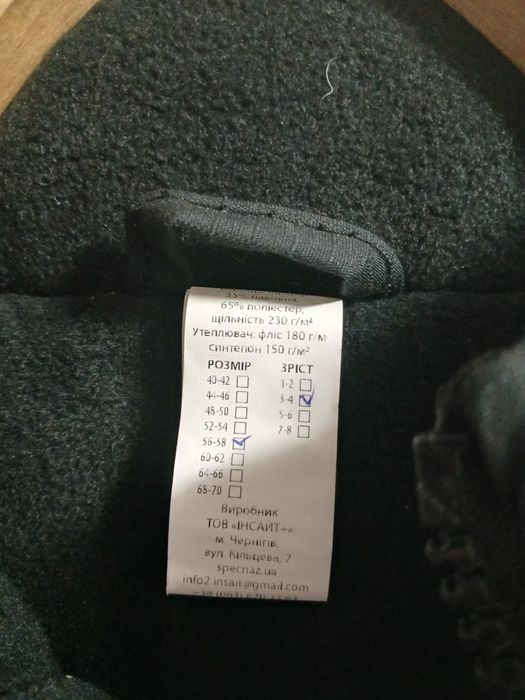 35% бавовна,
65% поліестер,
щільність 230 г/м²
Утеплювач: фліс 180 г/м
синтепон 150 г/м²
РОЗМІР ЗРІСТ
40-42 1-2
44-46 3-4
48-50 5-6
52-54 7-8
56-58
60-62
64-66
68-70
Виробник
ТОВ «ІНСАЙТ+»
м. Чернігів,
вул. Кільцева, 7
specnaz.ua
info2.insait@gmail.com